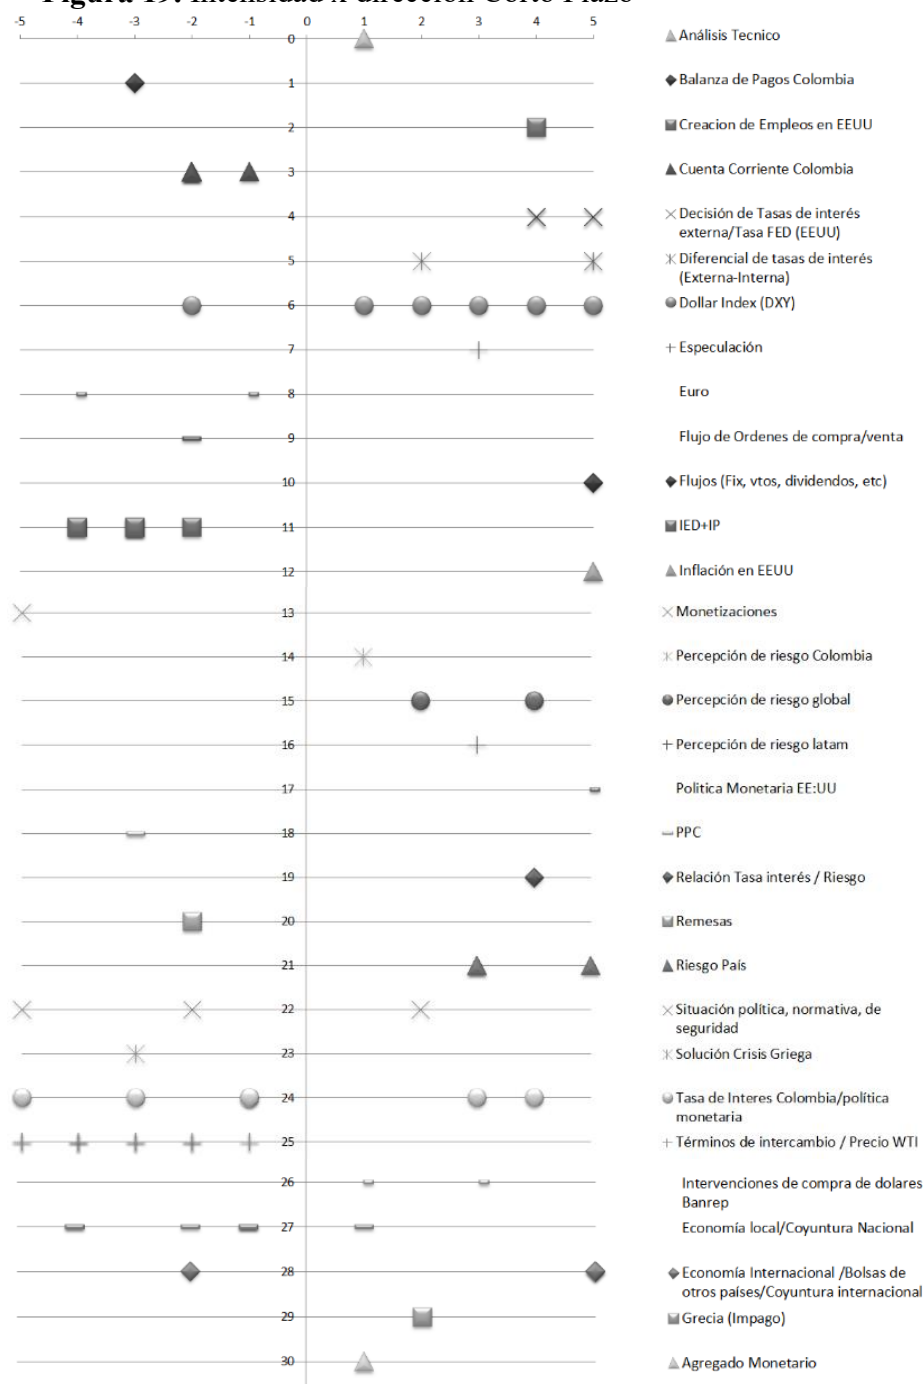 Figura 19. Intensidad x dirección Corto Plazo
-5 -4 -3 -2 -1 0 1 2 3 4 5
0 Análisis Tecnico
1 Balanza de Pagos Colombia
2 Creacion de Empleos en EEUU
3 Cuenta Corriente Colombia
4 Decisión de Tasas de interés
externa/Tasa FED (EEUU)
5 Diferencial de tasas de interés
(Externa-Interna)
6 Dollar Index (DXY)
7 Especulación
8 Euro
9 Flujo de Ordenes de compra/venta
10 Flujos (Fix, vtos, dividendos, etc)
11 IED+IP
12 Inflación en EEUU
13 Monetizaciones
14 Percepción de riesgo Colombia
15 Percepción de riesgo global
16 Percepción de riesgo latam
17 Politica Monetaria EE:UU
18 PPC
19 Relación Tasa interés / Riesgo
20 Remesas
21 Riesgo País
22 Situación política, normativa, de
seguridad
23 Solución Crisis Griega
24 Tasa de Interes Colombia/política
monetaria
25 Términos de intercambio / Precio WTI
26 Intervenciones de compra de dolares
Banrep
27 Economía local/Coyuntura Nacional
28 Economía Internacional /Bolsas de
otros países/Coyuntura internacional
29 Grecia (Impago)
30 Agregado Monetario